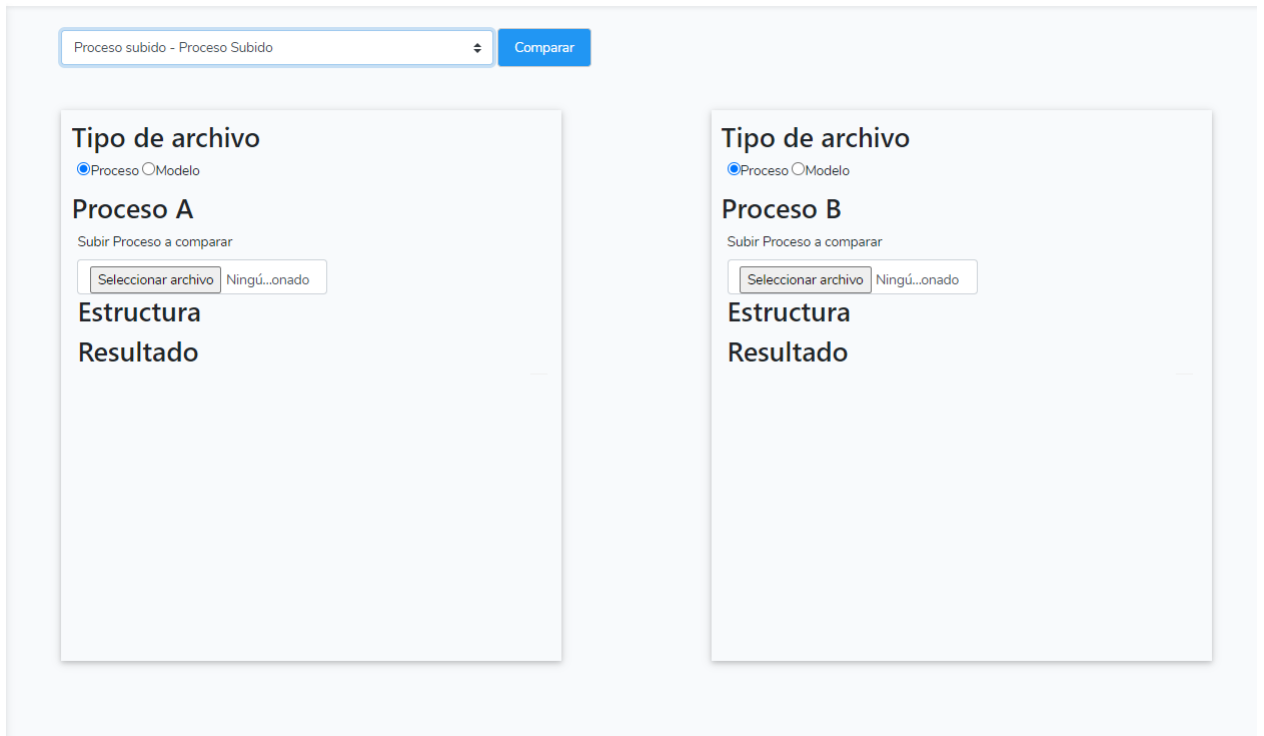 Proceso subido - Proceso Subido
Comparar
Tipo de archivo
Proceso Modelo
Proceso A
Subir Proceso a comparar
Seleccionar archivo Ningú...onado
Estructura
Resultado
Tipo de archivo
Proceso Modelo
Proceso B
Subir Proceso a comparar
Seleccionar archivo Ningú...onado
Estructura
Resultado